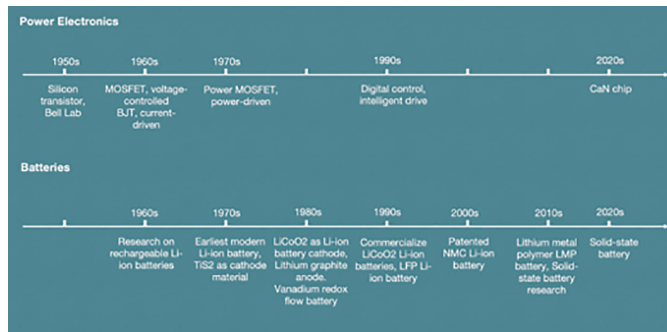 Power Electronics
1950s 1960s 1970s 1990s 2020s
Silicon transistor, Bell Lab
MOSFET, voltage-controlled BJT, current-driven
Power MOSFET, power-driven
Digital control, intelligent drive
CaN chip
Batteries
1960s 1970s 1980s 1990s 2000s 2010s 2020s
Research on
rechargeable Li-
ion batteries
Earliest modern
Li-ion battery,
TiS2 as cathode
material
LiCoO2 as Li-ion
battery cathode,
Lithium graphite
anode.
Vanadium redox
flow battery
Commercialize
LiCoO2 Li-ion
batteries, LFP Li-
ion battery
Patented
NMC Li-ion
battery
Lithium metal
polymer LMP
battery, Solid-
state battery
research
Solid-state
battery